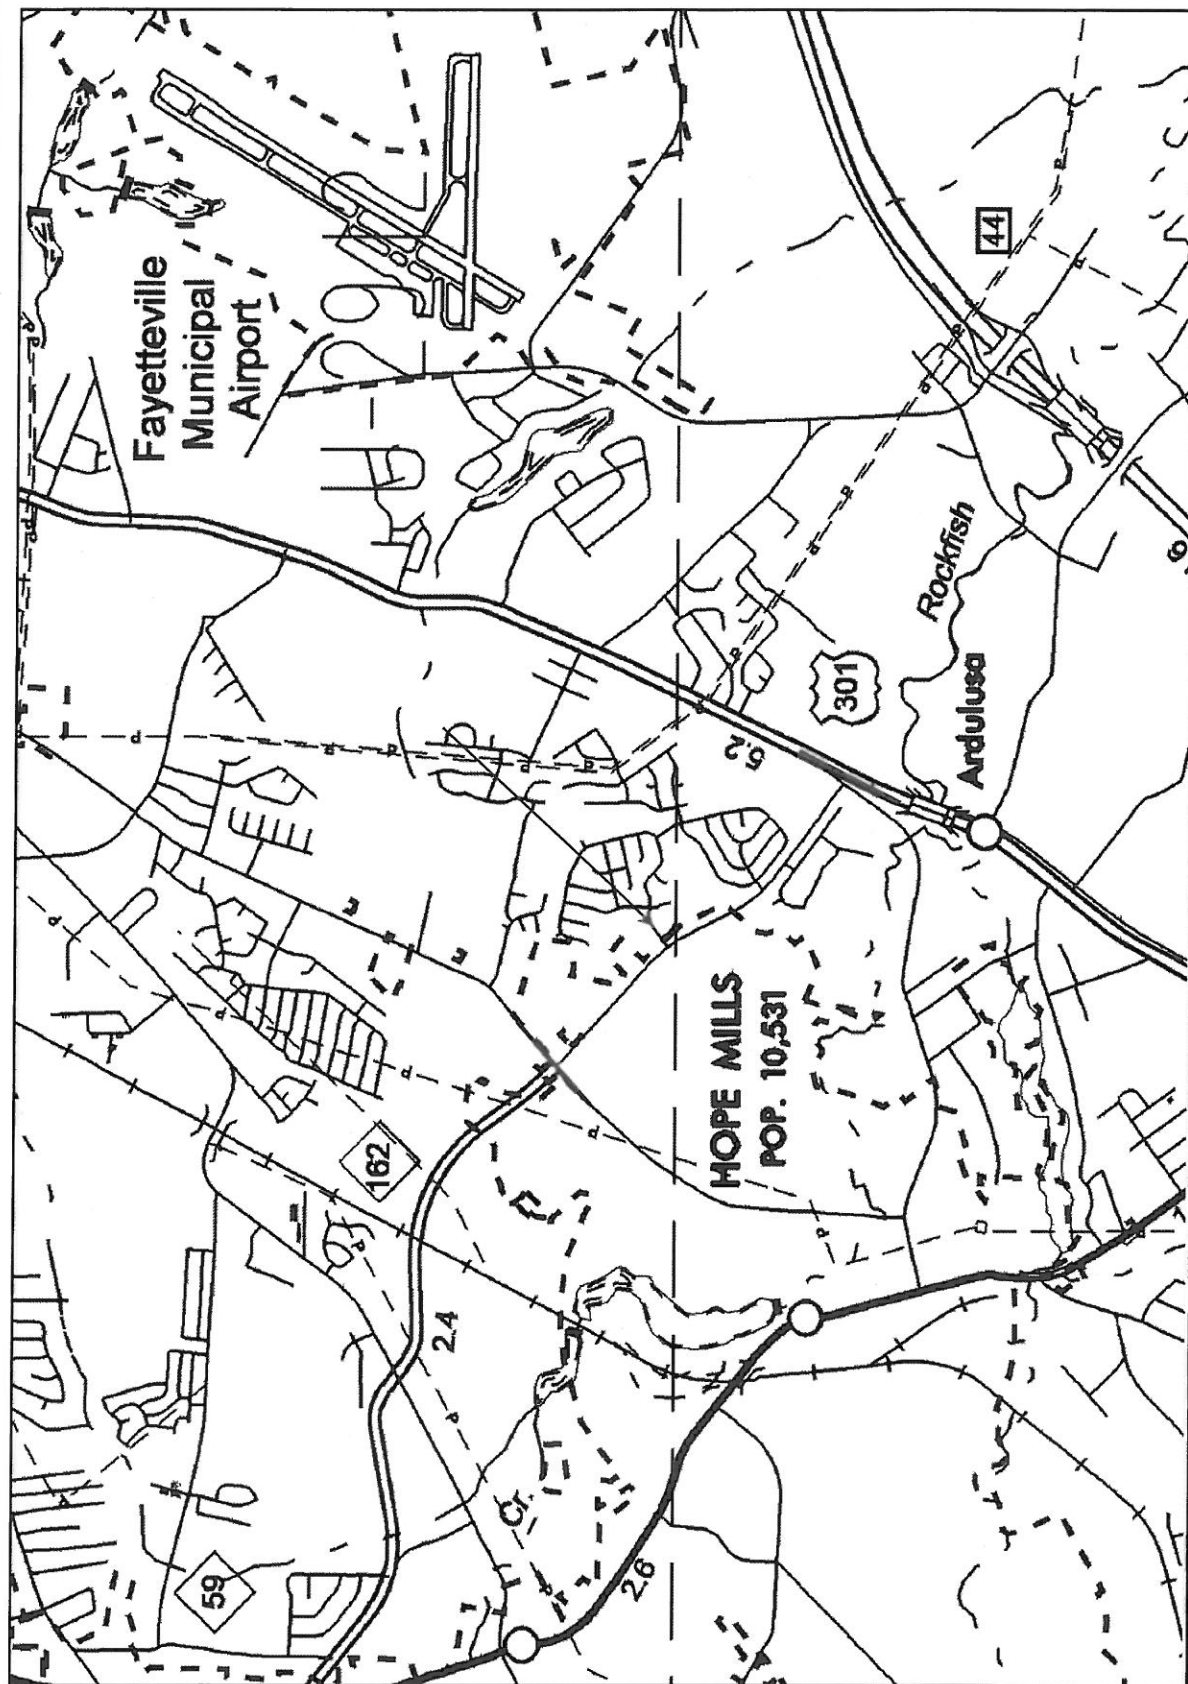 Fayetteville
Municipal
Airport
44
Rockfish
301
Ardulusa
5.2
6
162
2.4
HOPE MILLS
POP. 10,531
59
Cr.
2.6